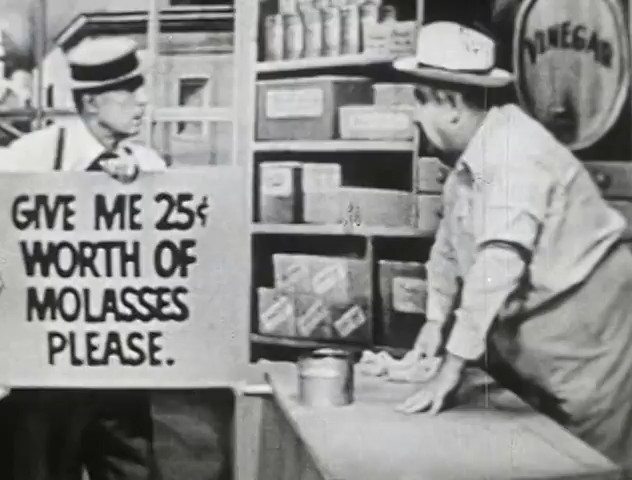 GIVE ME 25¢
WORTH OF
MOLASSES
PLEASE.
VINEGAR